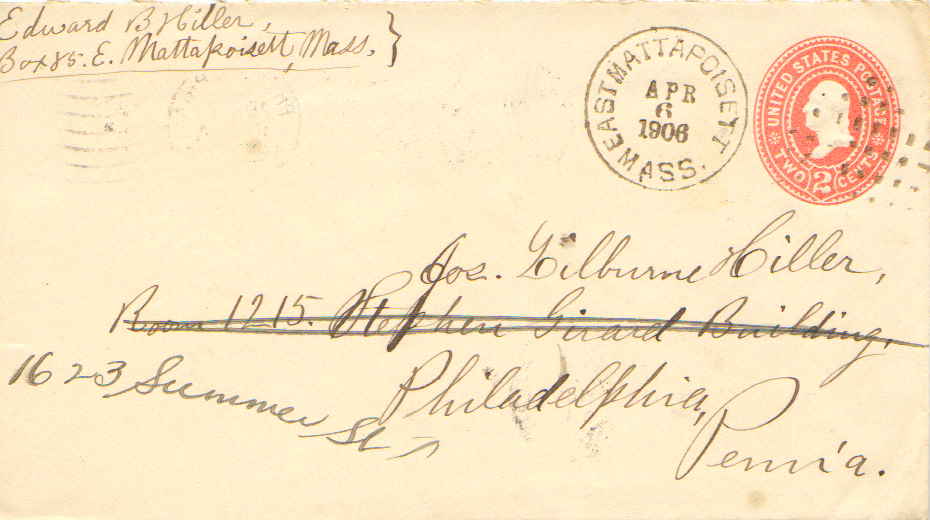 Edward B Hiller,
Box 85. E. Mattapoisett, Mass.
EAST MATTAPOISETT
APR
6
1906
MASS.
UNITED STATES POSTAGE
TWO 2 CENTS
Jos. Gilburne Hiller,
Room 1215. Stephen Girard Building,
1623 Summer St
Philadelphia,
Penn'a.